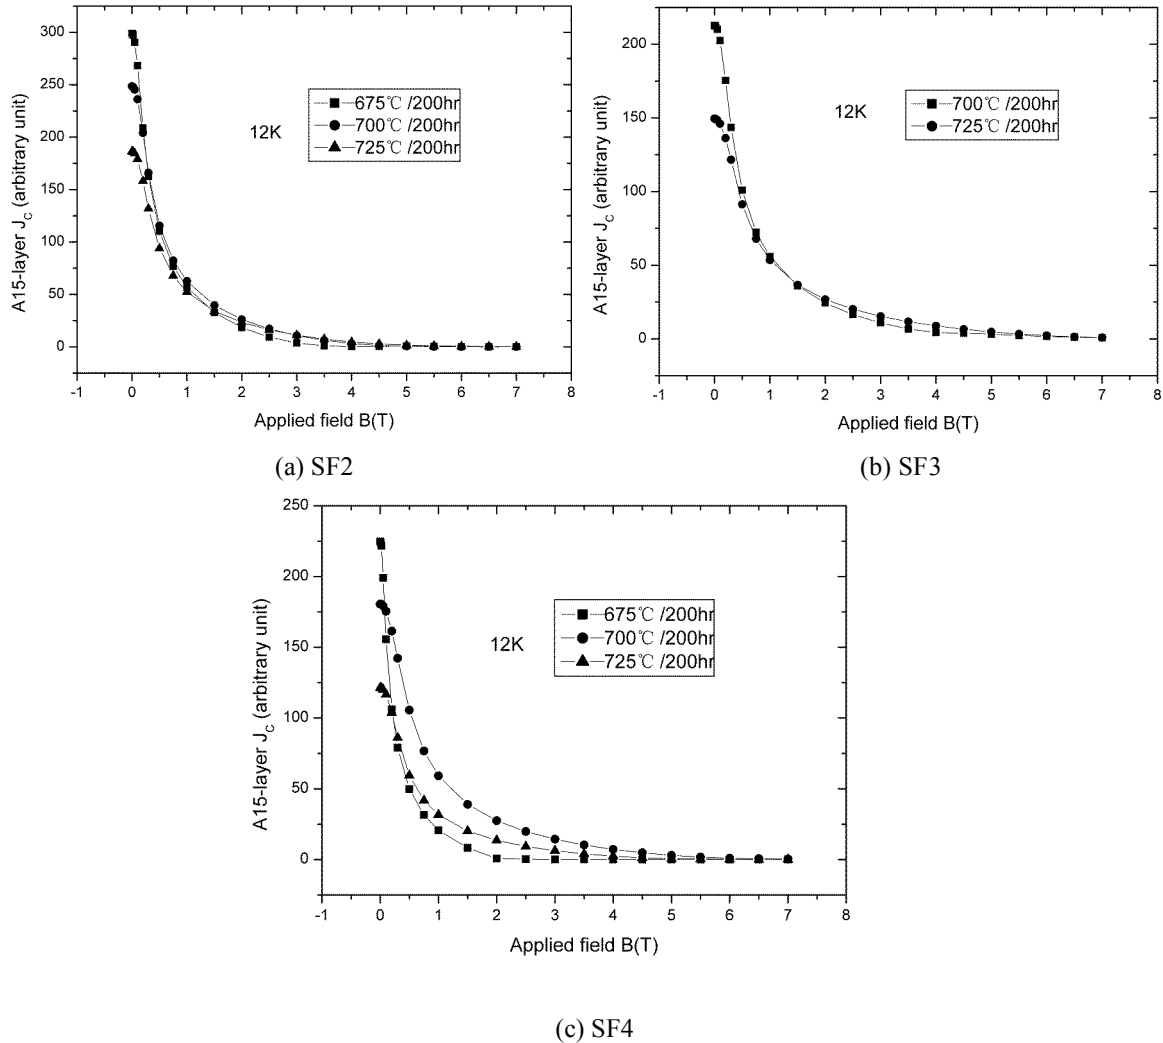 300
250
200
150
100
50
0
A15-layer J_C (arbitrary unit)
675℃ /200hr
700℃ /200hr
725℃ /200hr
12K
-1 0 1 2 3 4 5 6 7 8
Applied field B(T)
(a) SF2
200
150
100
50
0
A15-layer J_C (arbitrary unit)
700℃ /200hr
725℃ /200hr
12K
-1 0 1 2 3 4 5 6 7 8
Applied field B(T)
(b) SF3
250
200
150
100
50
0
A15-layer J_C (arbitrary unit)
675℃ /200hr
700℃ /200hr
725℃ /200hr
12K
-1 0 1 2 3 4 5 6 7 8
Applied field B(T)
(c) SF4